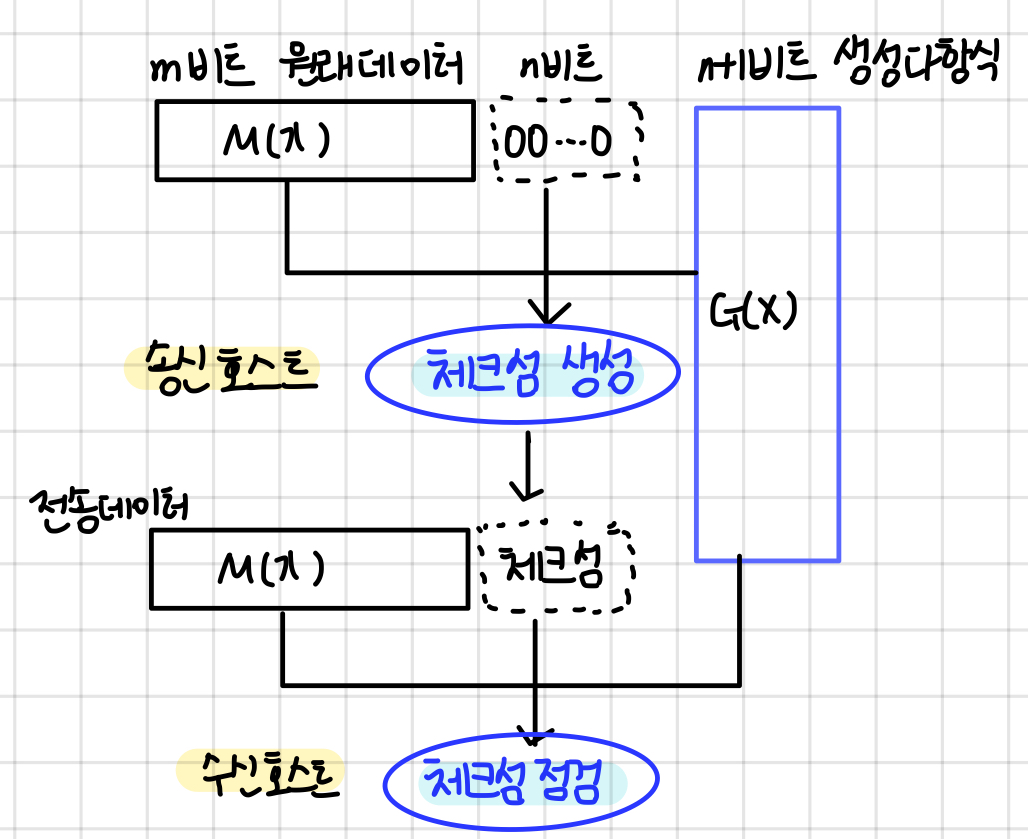 m비트 원래데이터 n비트 n+1비트 생성다항식
M(x) 00...0
G(x)
송신호스트 체크섬 생성
전송데이터
M(x) 체크섬
수신호스트 체크섬 점검